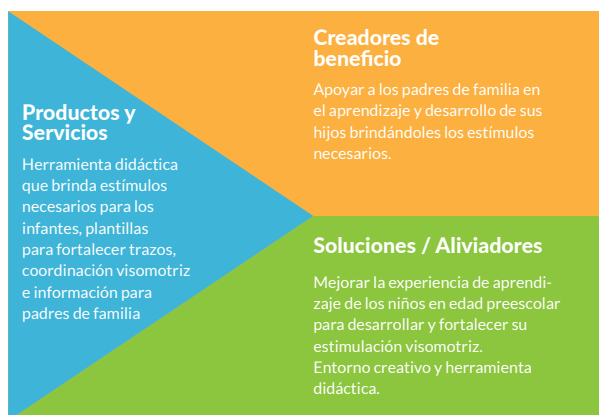 Productos y
Servicios
Herramienta didáctica
que brinda estímulos
necesarios para los
infantes, plantillas
para fortalecer trazos,
coordinación visomotriz
e información para
padres de familia
Creadores de
beneficio
Apoyar a los padres de familia en
el aprendizaje y desarrollo de sus
hijos brindándoles los estímulos
necesarios.
Soluciones / Aliviadores
Mejorar la experiencia de aprendi-
zaje de los niños en edad preescolar
para desarrollar y fortalecer su
estimulación visomotriz.
Entorno creativo y herramienta
didáctica.